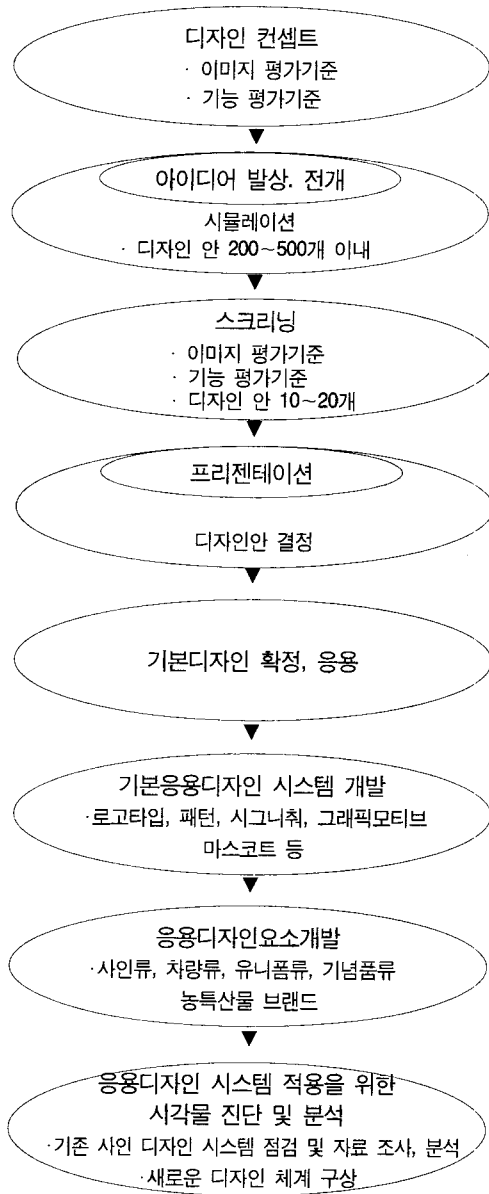 디자인 컨셉트
· 이미지 평가기준
· 기능 평가기준
아이디어 발상. 전개
시뮬레이션
· 디자인 안 200~500개 이내
스크리닝
· 이미지 평가기준
· 기능 평가기준
· 디자인 안 10~20개
프리젠테이션
디자인안 결정
기본디자인 확정, 응용
기본응용디자인 시스템 개발
·로고타입, 패턴, 시그니춰, 그래픽모티브
마스코트 등
응용디자인요소개발
·사인류, 차량류, 유니폼류, 기념품류
농특산물 브랜드
응용디자인 시스템 적용을 위한
시각물 진단 및 분석
·기존 사인 디자인 시스템 점검 및 자료 조사, 분석
·새로운 디자인 체계 구상